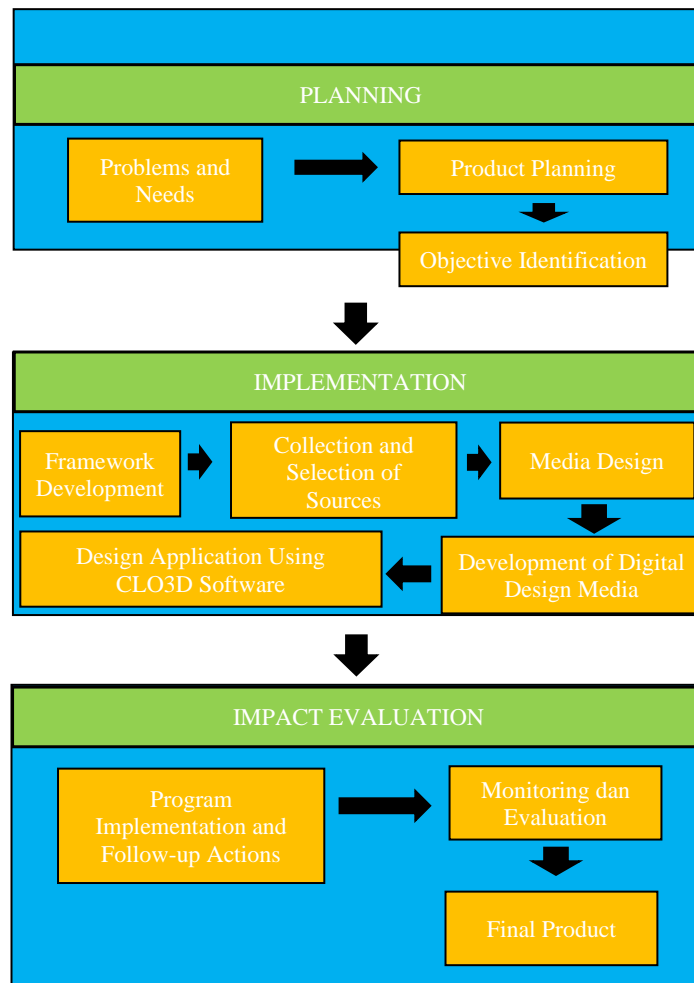 PLANNING
Problems and
Needs
Product Planning
Objective Identification
IMPLEMENTATION
Framework
Development
Collection and
Selection of
Sources
Media Design
Development of Digital
Design Media
Design Application Using
CLO3D Software
IMPACT EVALUATION
Program
Implementation and
Follow-up Actions
Monitoring dan
Evaluation
Final Product